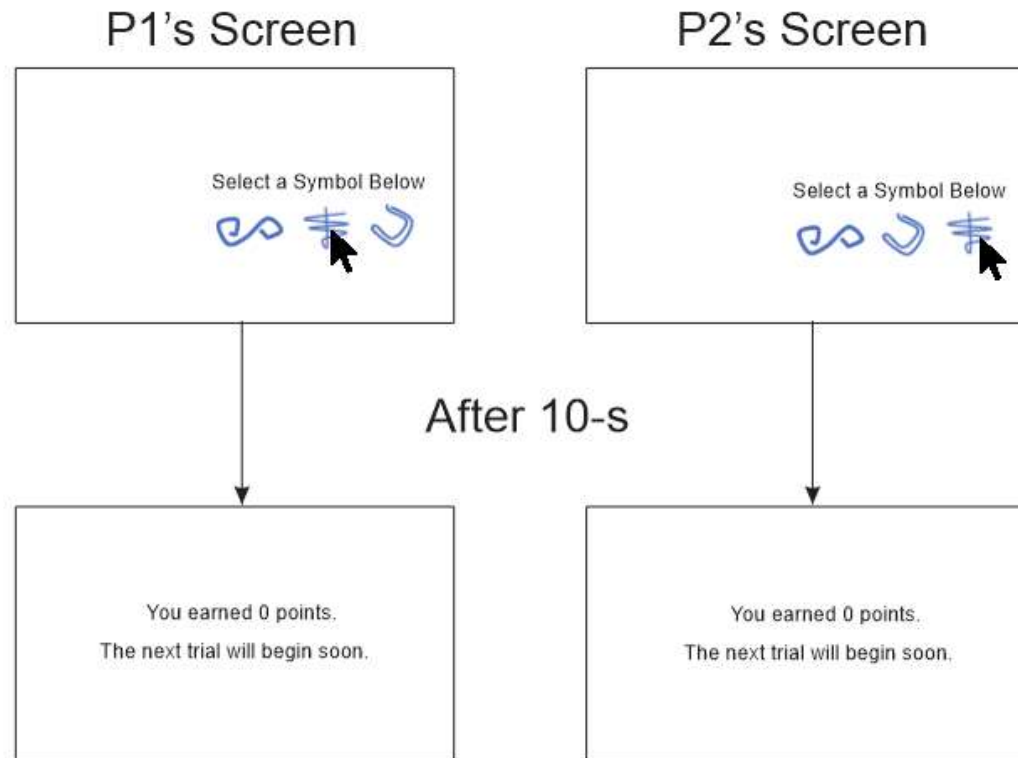 P1's Screen
P2's Screen
Select a Symbol Below
Select a Symbol Below
After 10-s
You earned 0 points.
The next trial will begin soon.
You earned 0 points.
The next trial will begin soon.